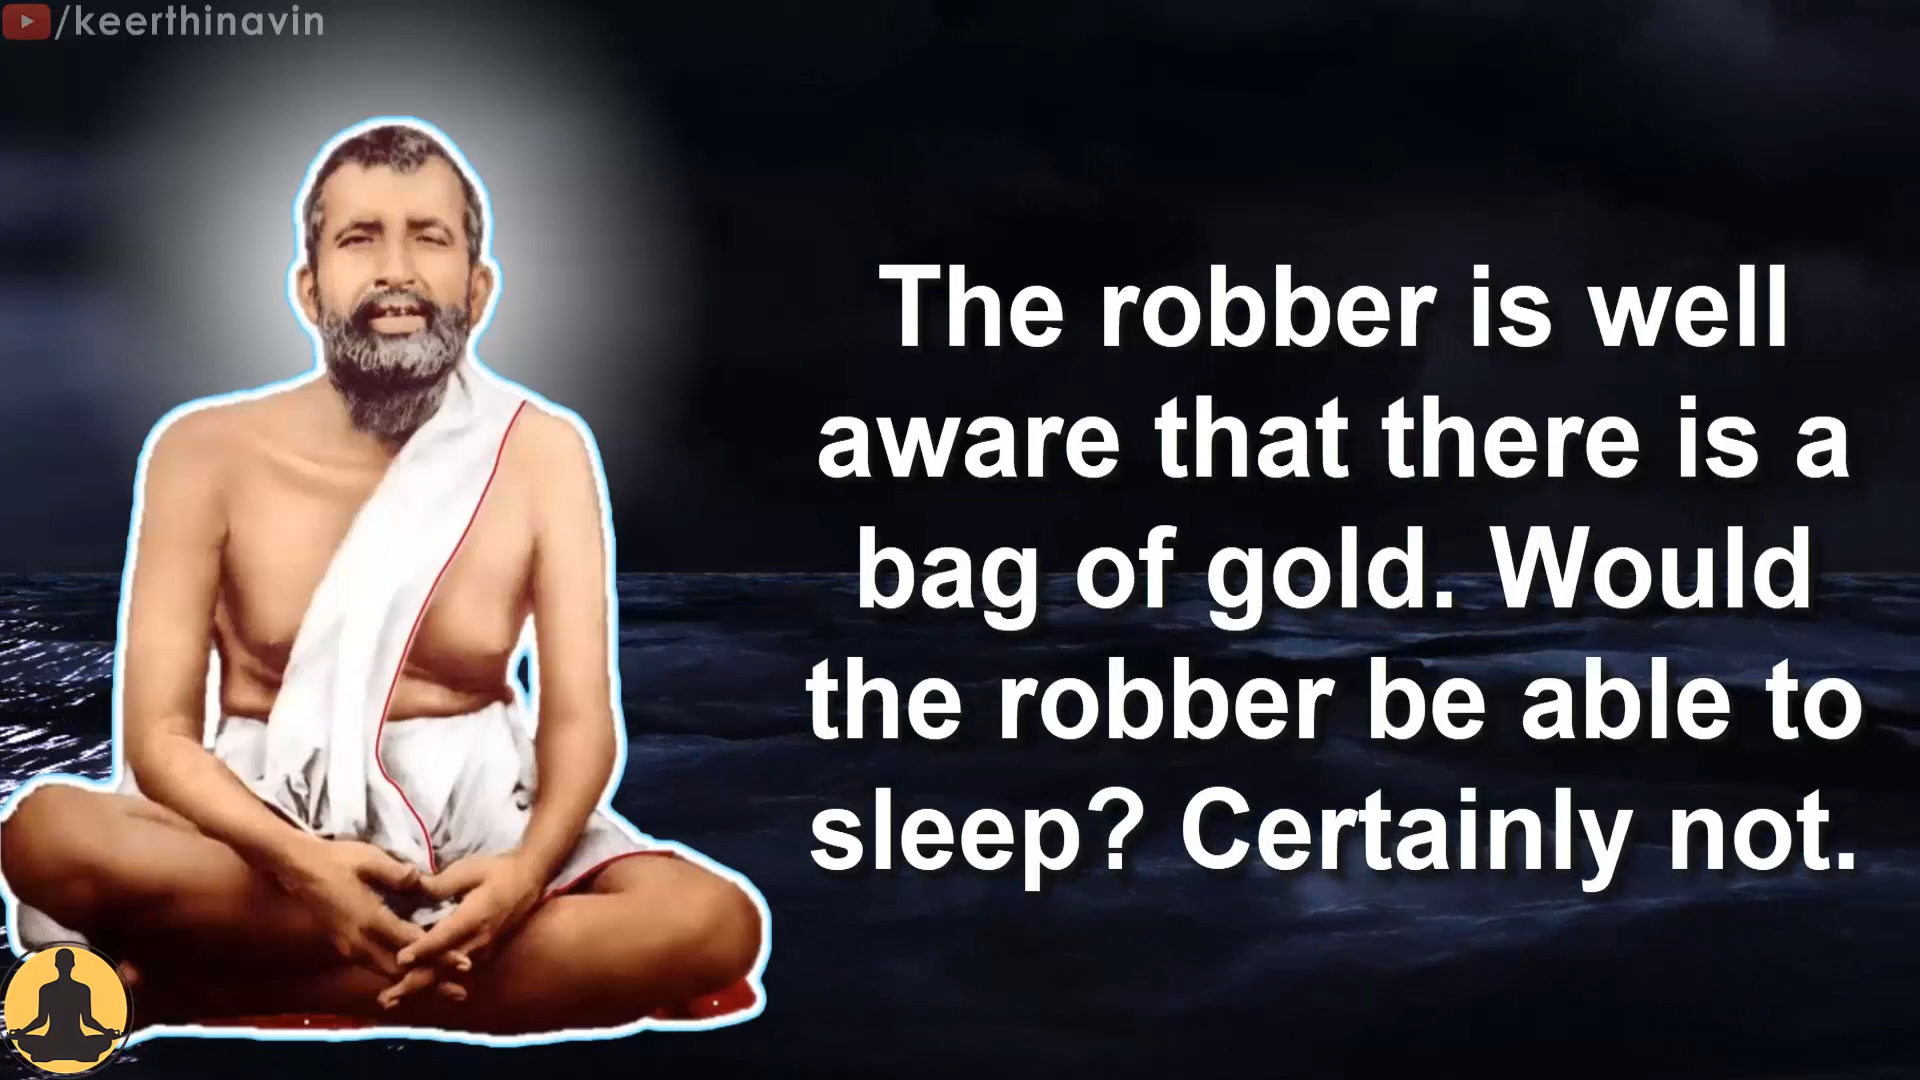 /keerthinavin
The robber is well
aware that there is a
bag of gold. Would
the robber be able to
sleep? Certainly not.